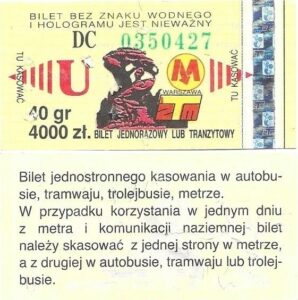 BILET BEZ ZNAKU WODNEGO
I HOLOGRAMU JEST NIEWAŻNY
DC 0350427
TU KASOWAĆ
U
M
WARSZAWA
ZTM
TU KASOWAĆ
40 gr
4000 zł. BILET JEDNORAZOWY LUB TRANZYTOWY
Bilet jednostronnego kasowania w autobu-
sie, tramwaju, trolejbusie, metrze.
W przypadku korzystania w jednym dniu
z metra i komunikacji naziemnej bilet
należy skasować z jednej strony w metrze,
a z drugiej w autobusie, tramwaju lub trolej-
busie.